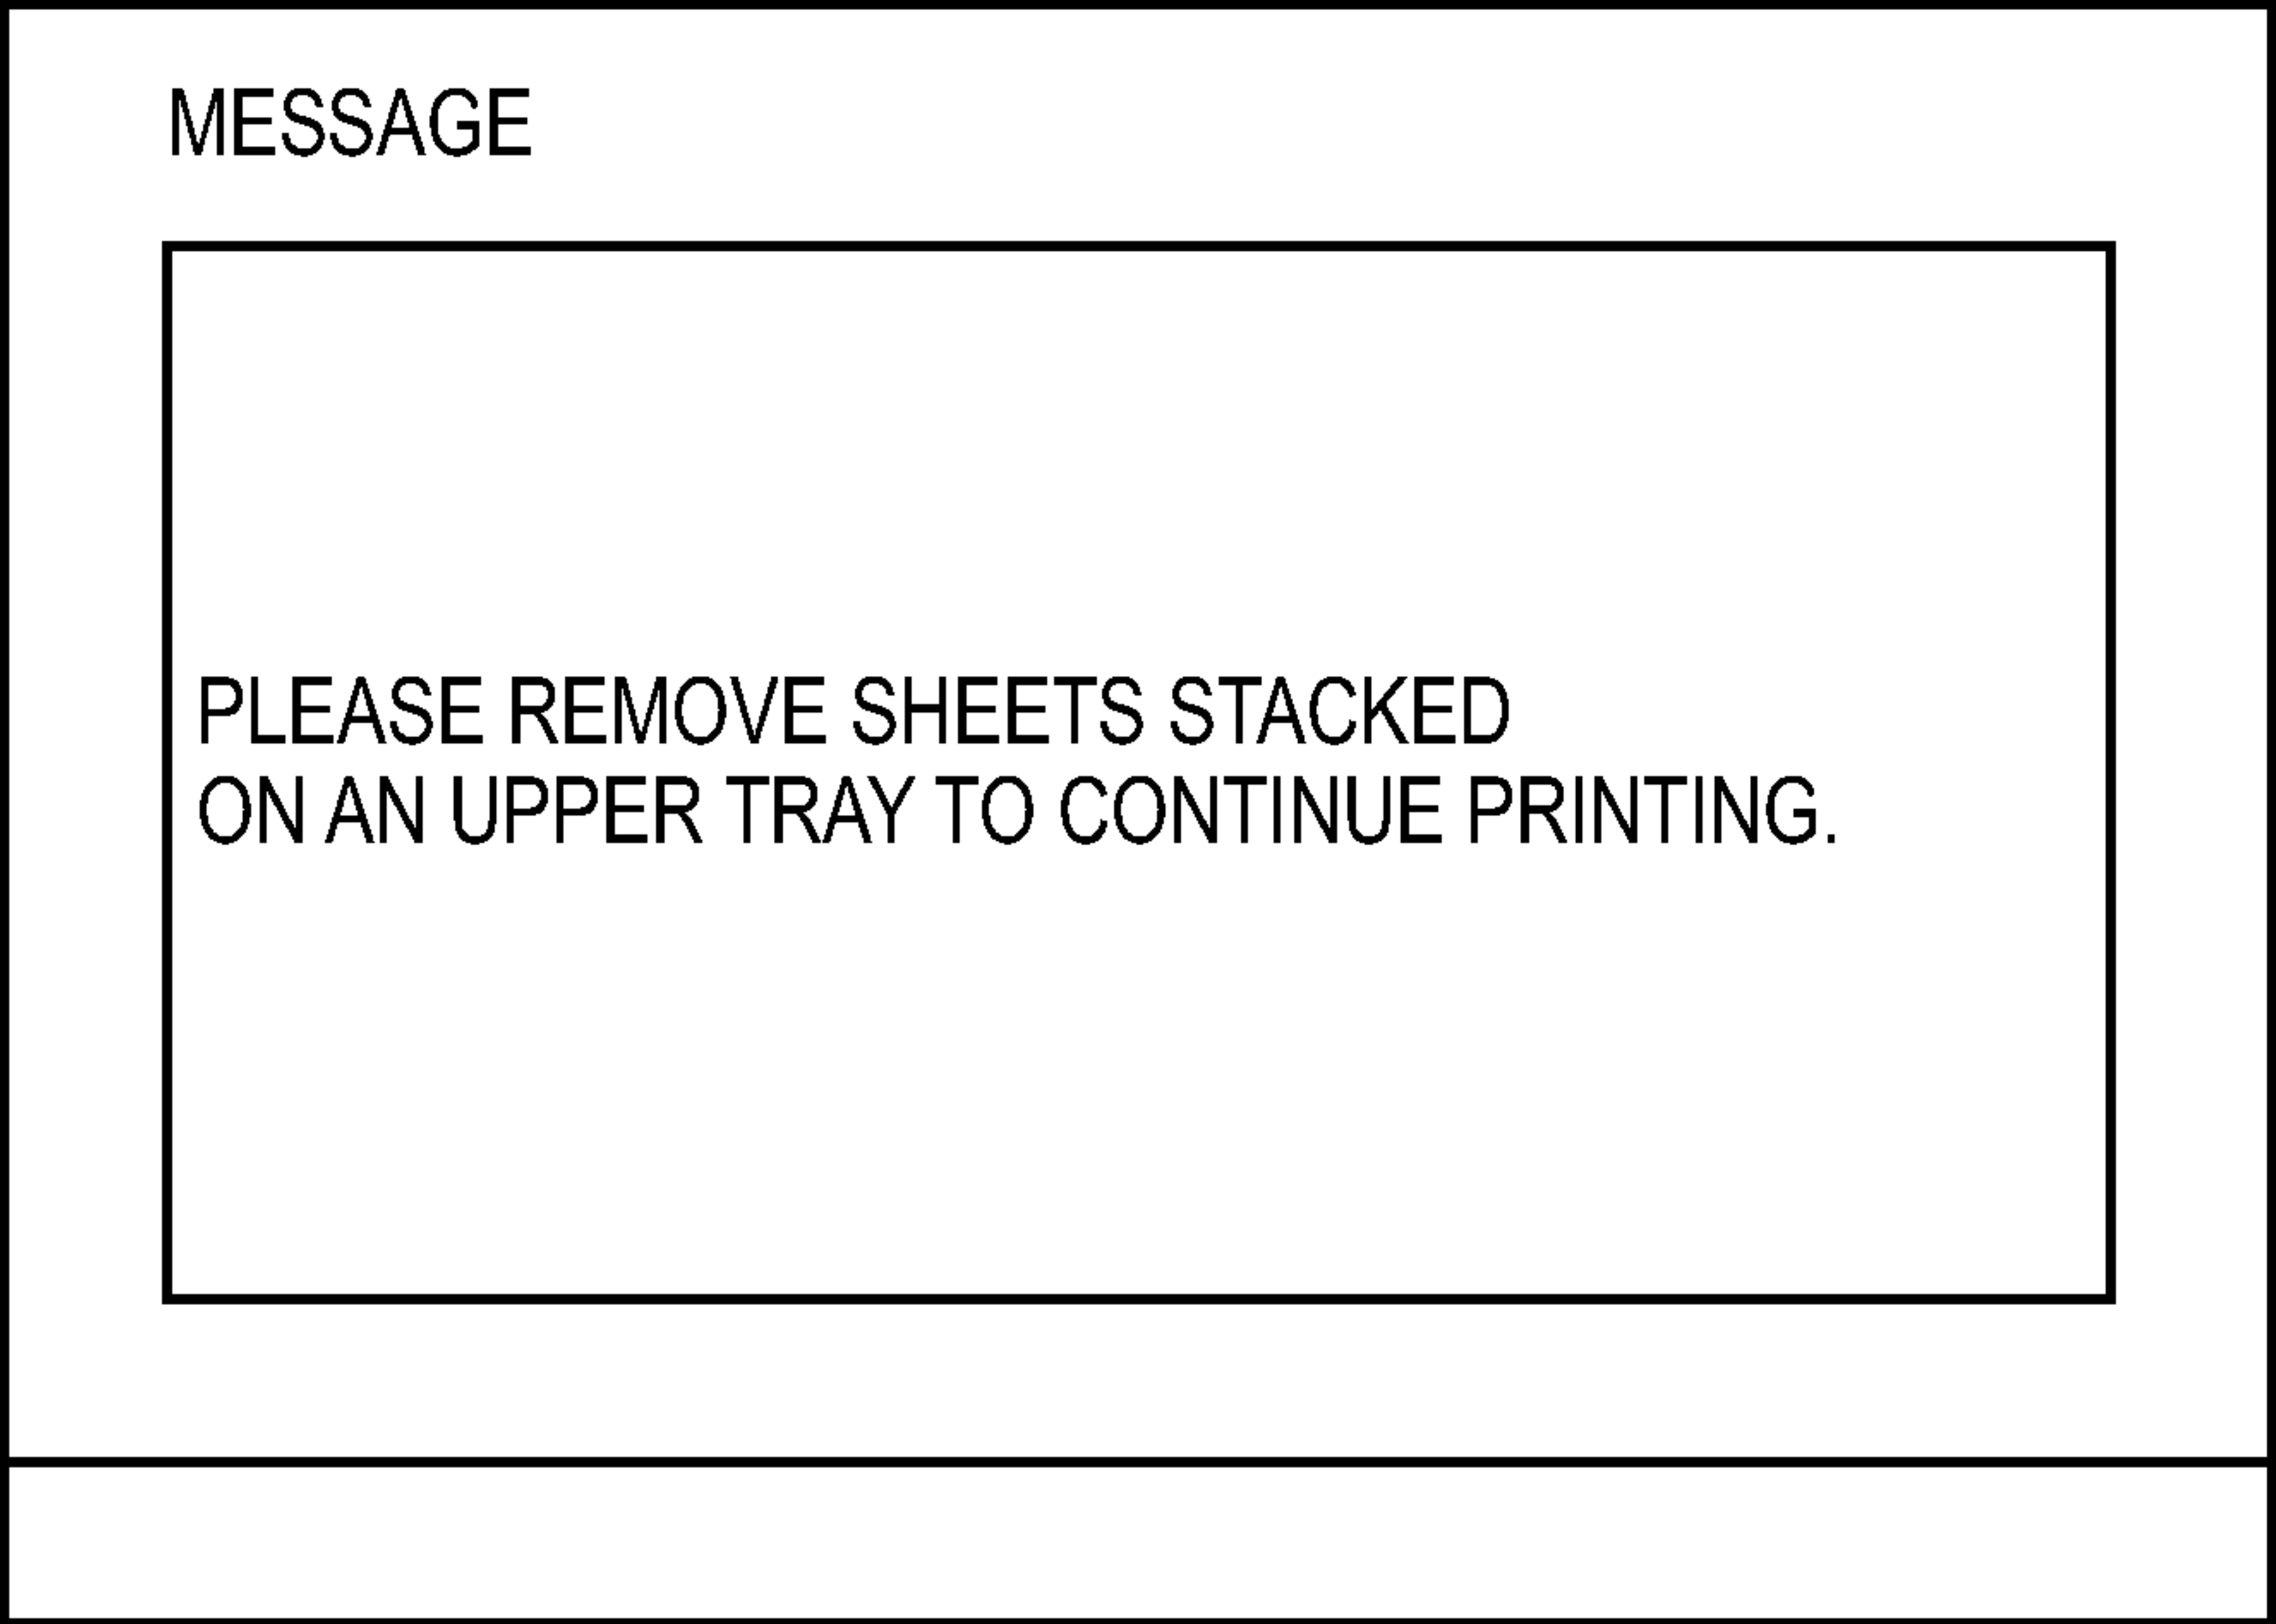 MESSAGE
PLEASE REMOVE SHEETS STACKED
ON AN UPPER TRAY TO CONTINUE PRINTING.